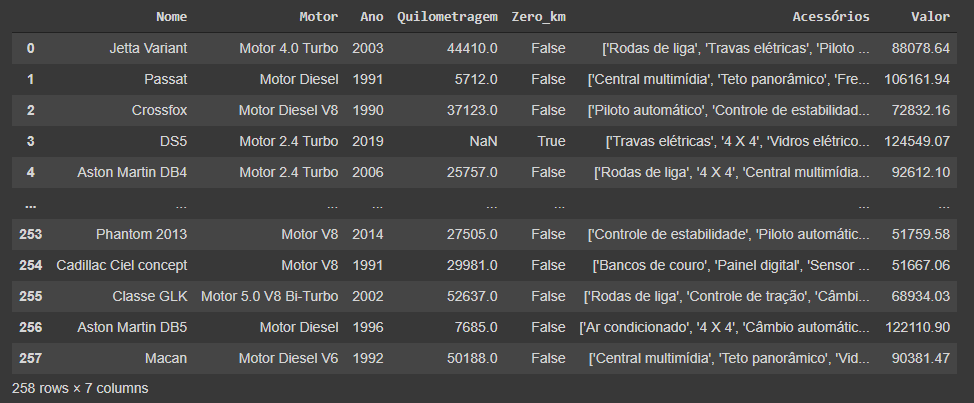 Nome Motor Ano Quilometragem Zero_km Acessórios Valor
0 Jetta Variant Motor 4.0 Turbo 2003 44410.0 False ['Rodas de liga', 'Travas elétricas', 'Piloto ... 88078.64
1 Passat Motor Diesel 1991 5712.0 False ['Central multimídia', 'Teto panorâmico', 'Fre... 106161.94
2 Crossfox Motor Diesel V8 1990 37123.0 False ['Piloto automático', 'Controle de estabilidad... 72832.16
3 DS5 Motor 2.4 Turbo 2019 NaN True ['Travas elétricas', '4 X 4', 'Vidros elétrico... 124549.07
4 Aston Martin DB4 Motor 2.4 Turbo 2006 25757.0 False ['Rodas de liga', '4 X 4', 'Central multimídia... 92612.10
... ... ... ... ... ... ... ...
253 Phantom 2013 Motor V8 2014 27505.0 False ['Controle de estabilidade', 'Piloto automátic... 51759.58
254 Cadillac Ciel concept Motor V8 1991 29981.0 False ['Bancos de couro', 'Painel digital', 'Sensor ... 51667.06
255 Classe GLK Motor 5.0 V8 Bi-Turbo 2002 52637.0 False ['Rodas de liga', 'Controle de tração', 'Câmbi... 68934.03
256 Aston Martin DB5 Motor Diesel 1996 7685.0 False ['Ar condicionado', '4 X 4', 'Câmbio automátic... 122110.90
257 Macan Motor Diesel V6 1992 50188.0 False ['Central multimídia', 'Teto panorâmico', 'Vid... 90381.47
258 rows × 7 columns